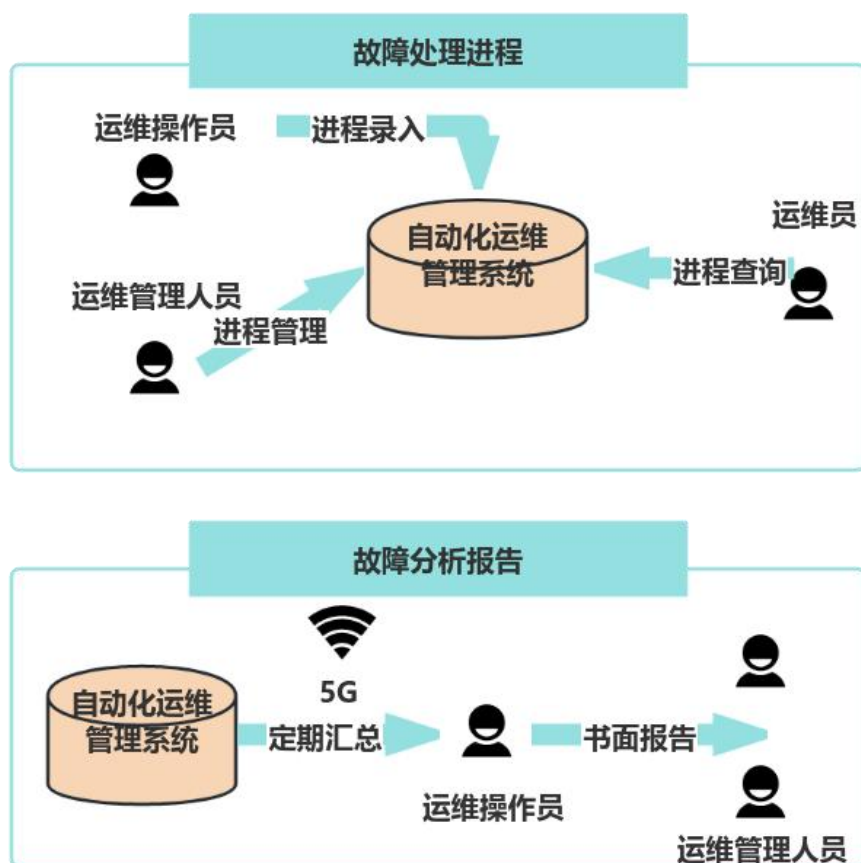 故障处理进程
运维操作员
进程录入
运维员
自动化运维
管理系统
进程查询
运维管理人员
进程管理
故障分析报告
5G
自动化运维
管理系统
定期汇总
书面报告
运维操作员
运维管理人员